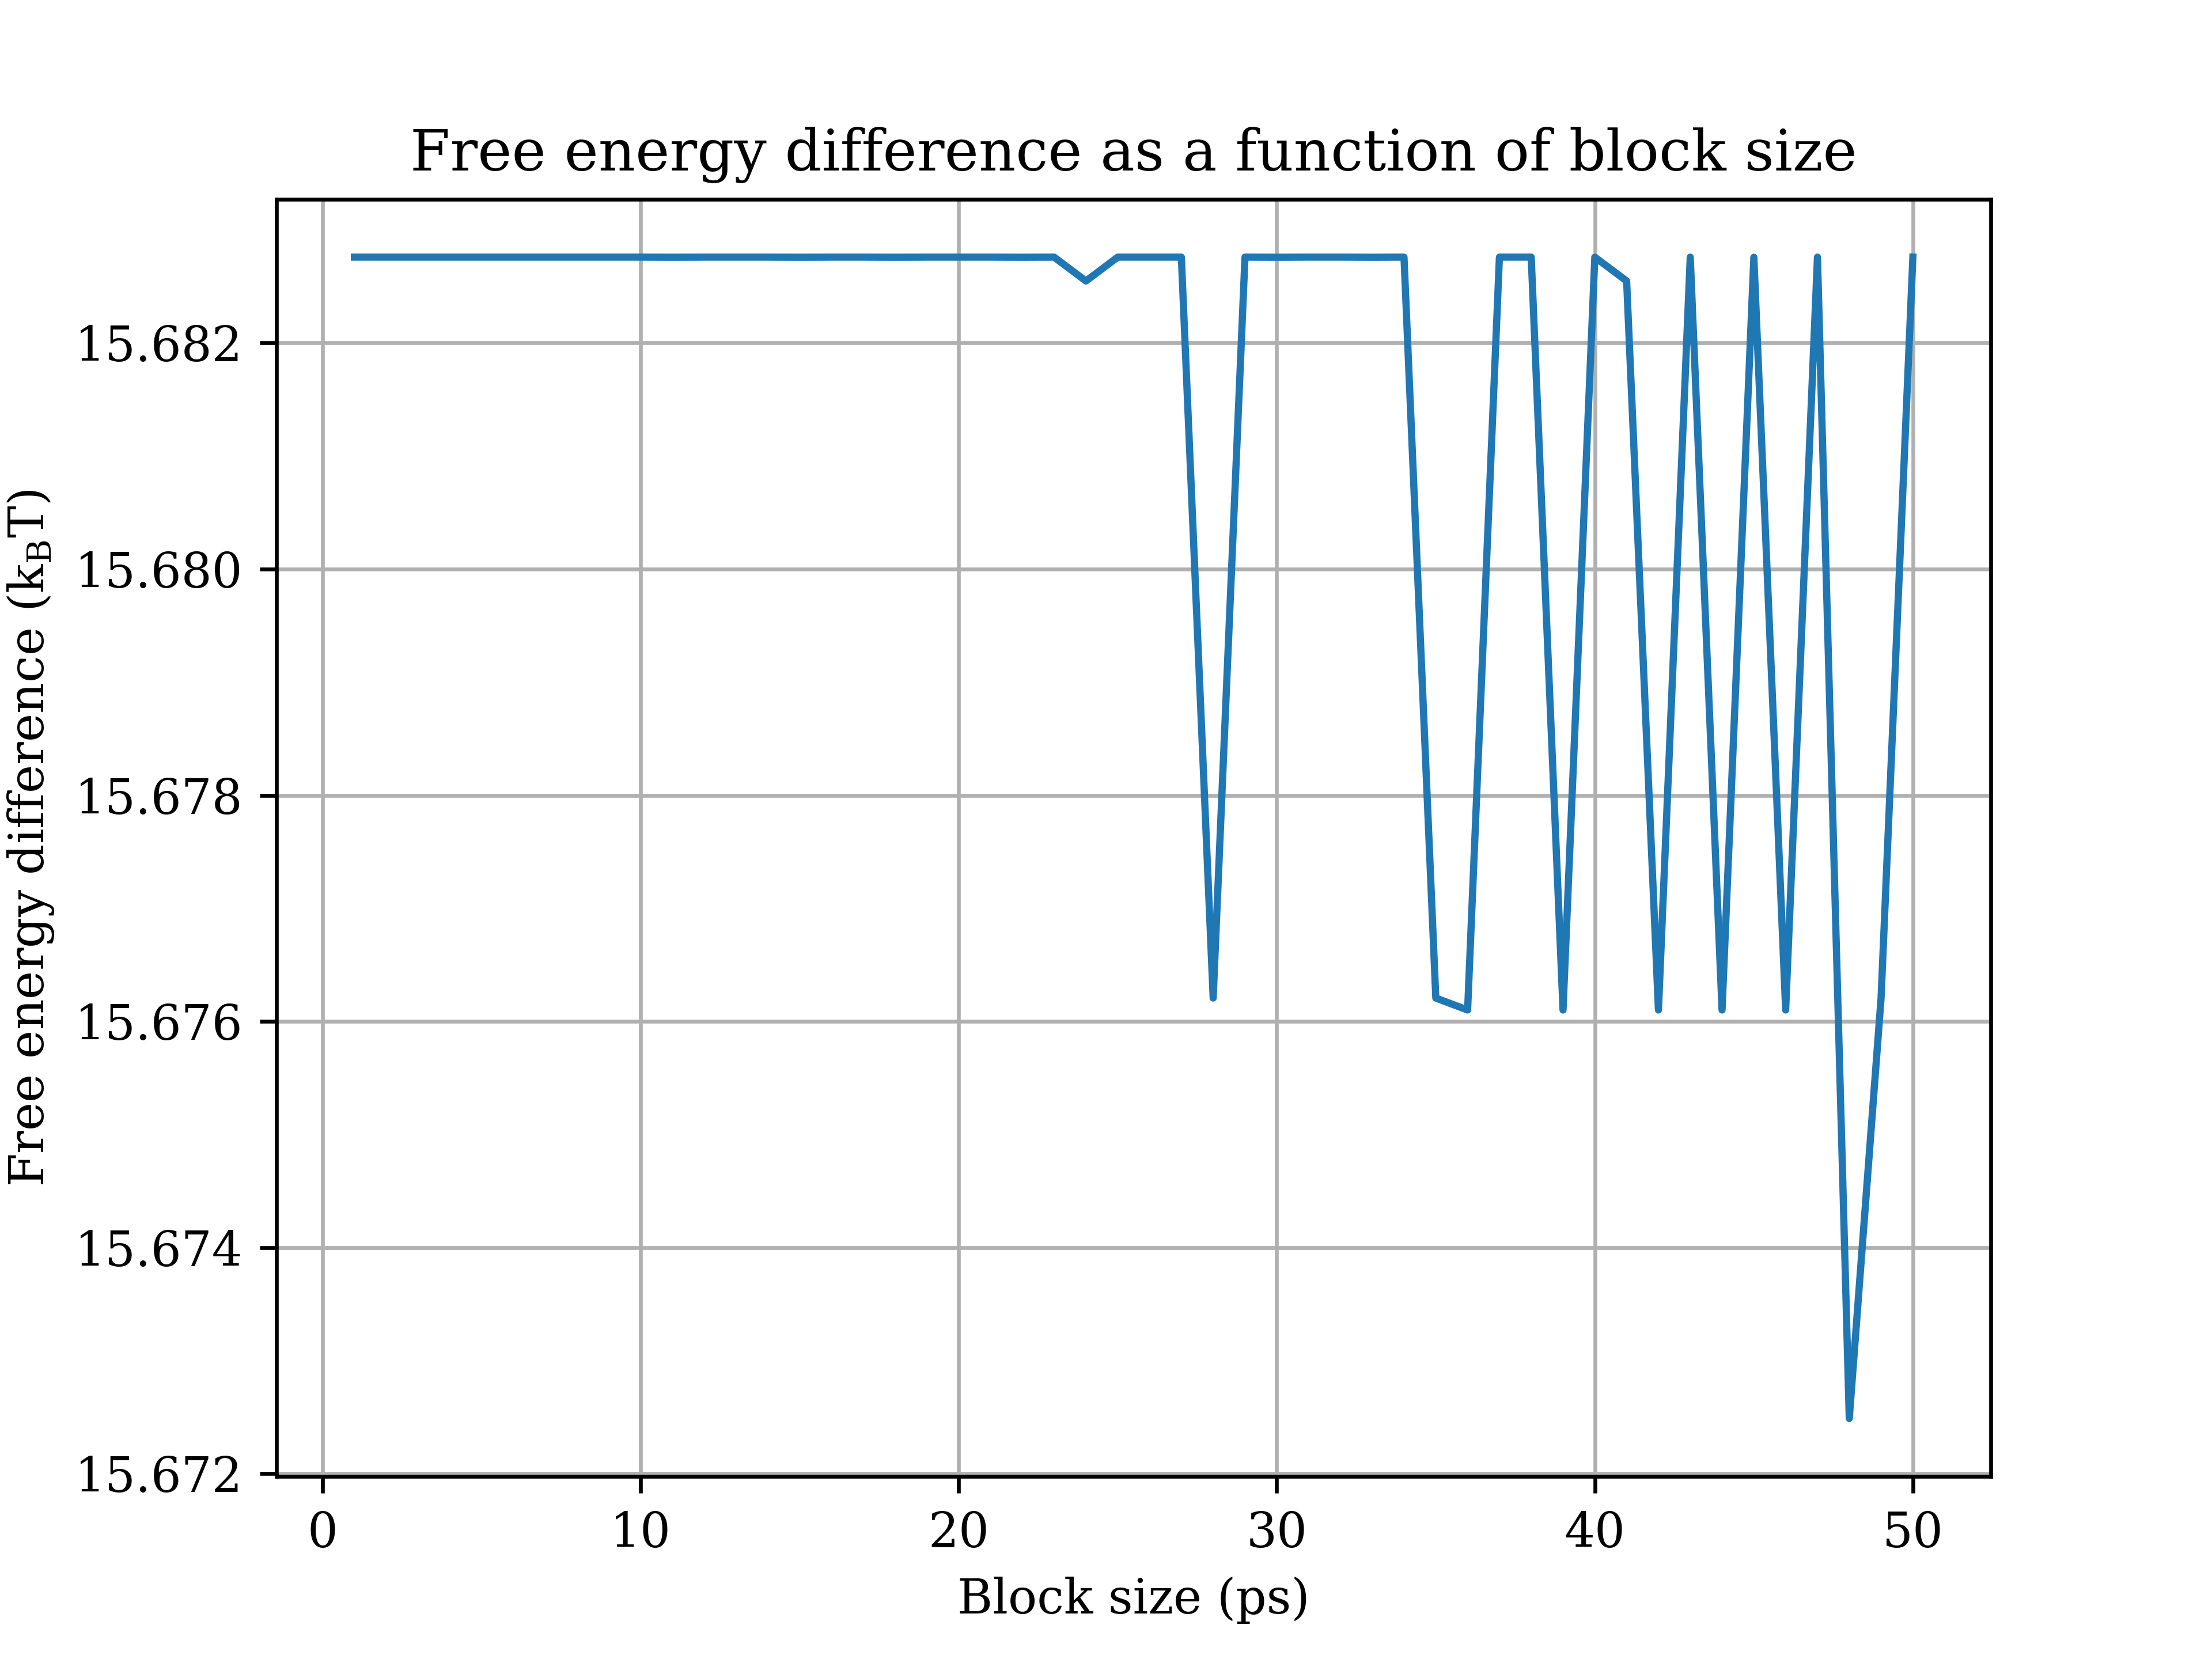 Free energy difference as a function of block size
Free energy difference (kBT)
15.682
15.680
15.678
15.676
15.674
15.672
0 10 20 30 40 50
Block size (ps)